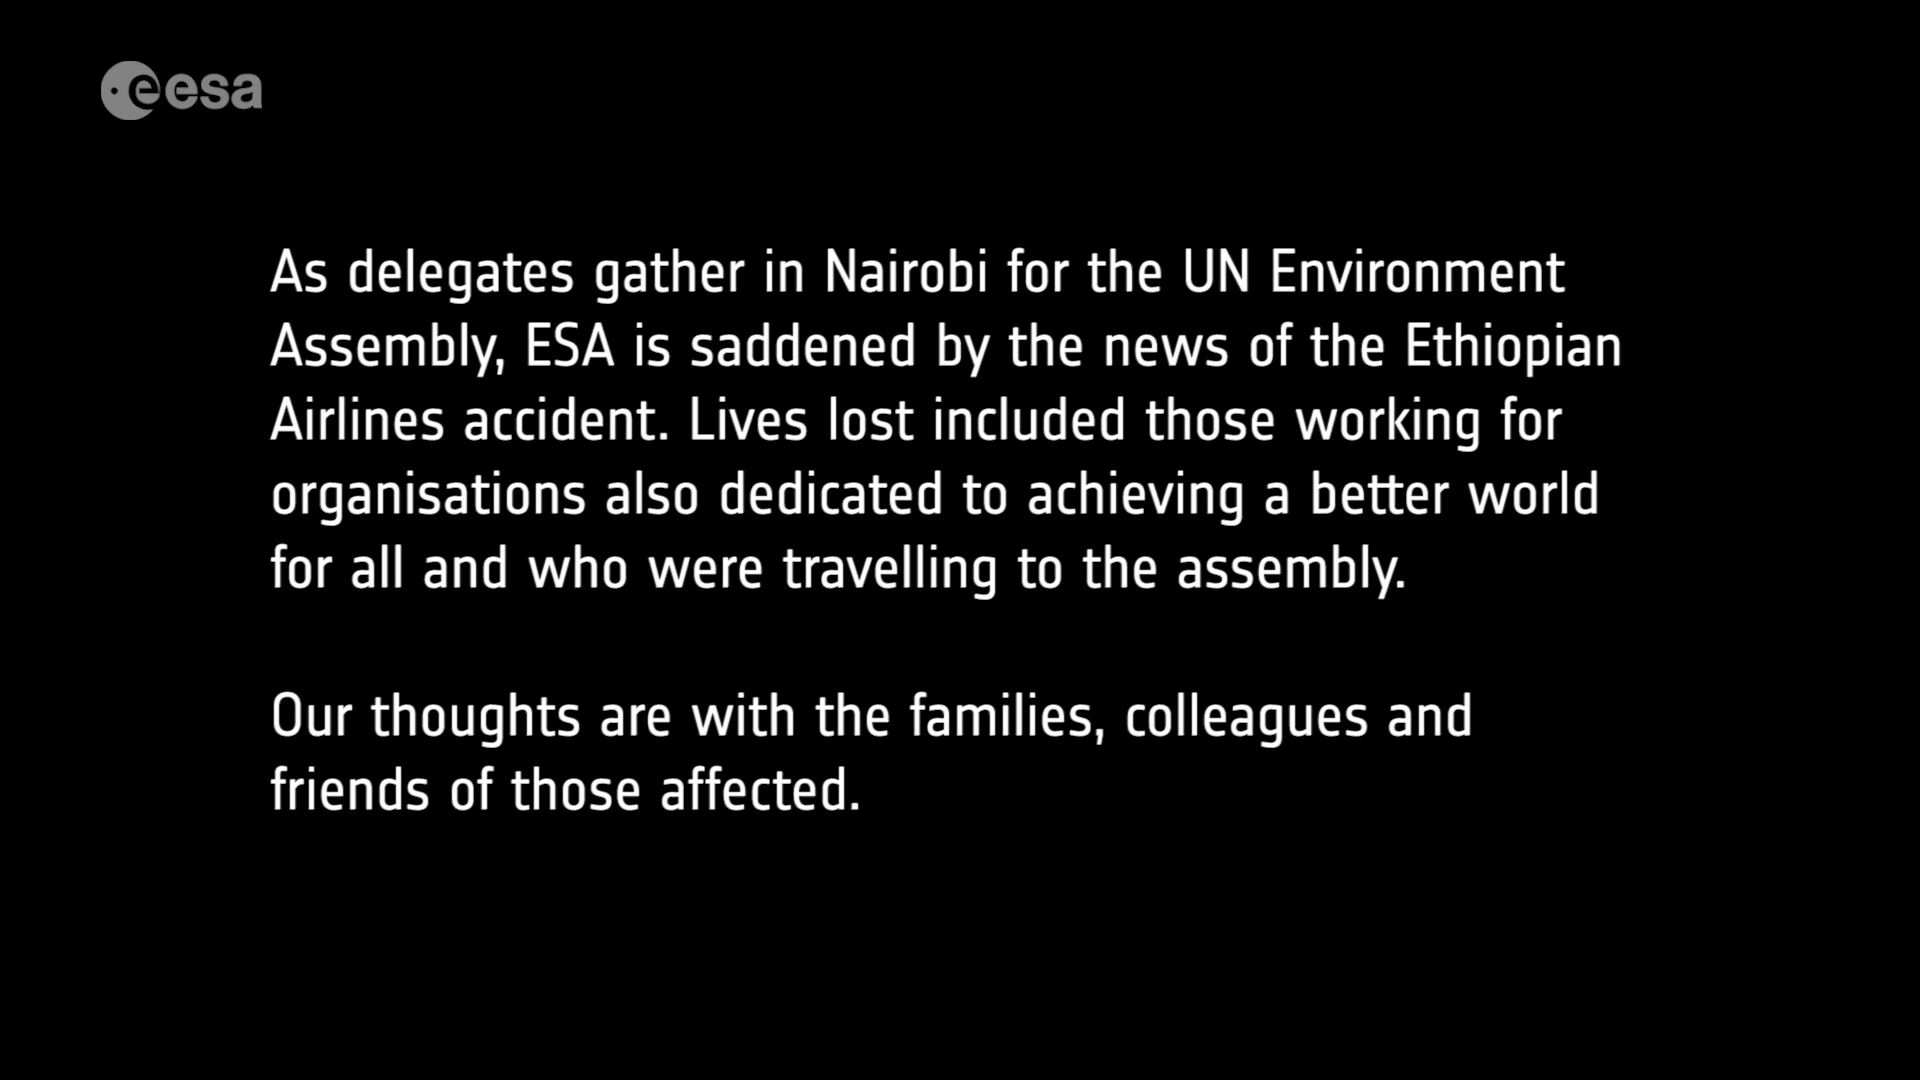 esa
As delegates gather in Nairobi for the UN Environment
Assembly, ESA is saddened by the news of the Ethiopian
Airlines accident. Lives lost included those working for
organisations also dedicated to achieving a better world
for all and who were travelling to the assembly.
Our thoughts are with the families, colleagues and
friends of those affected.